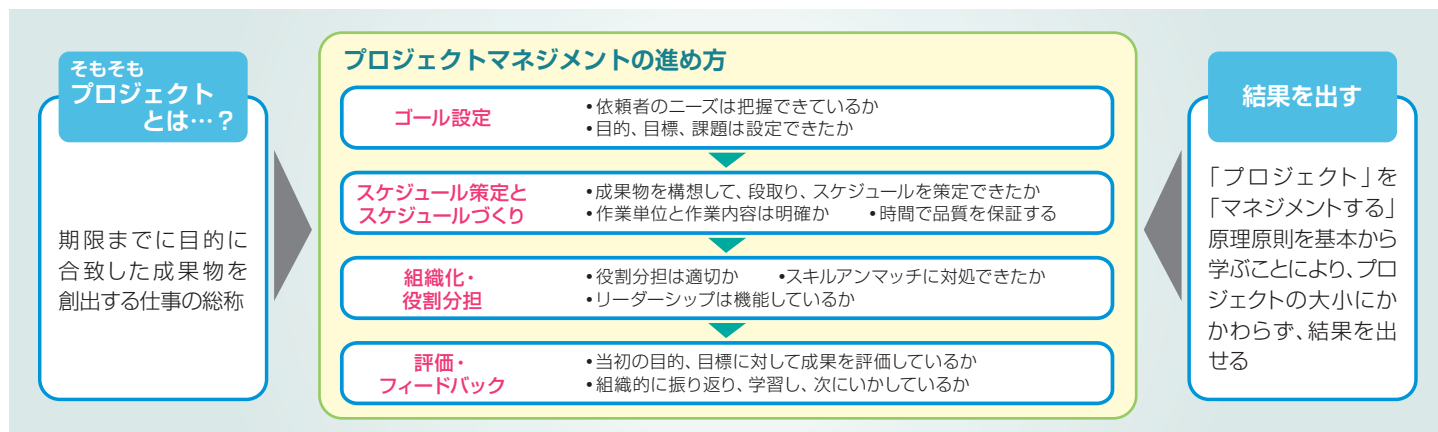 そもそも
プロジェクト
とは…？
期限までに目的に
合致した成果物を
創出する仕事の総称
プロジェクトマネジメントの進め方
ゴール設定
•依頼者のニーズは把握できているか
•目的、目標、課題は設定できたか
スケジュール策定と
スケジュールづくり
•成果物を構想して、段取り、スケジュールを策定できたか
•作業単位と作業内容は明確か •時間で品質を保証する
組織化・
役割分担
•役割分担は適切か •スキルアンマッチに対処できたか
•リーダーシップは機能しているか
評価・
フィードバック
•当初の目的、目標に対して成果を評価しているか
•組織的に振り返り、学習し、次にいかしているか
結果を出す
「プロジェクト」を
「マネジメントする」
原理原則を基本から
学ぶことにより、プロ
ジェクトの大小にか
かわらず、結果を出
せる